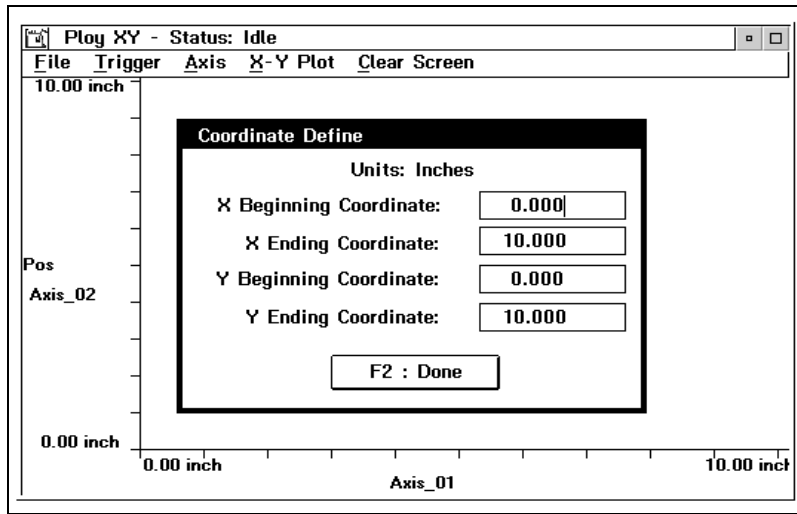 Ploy XY - Status: Idle
File Trigger Axis X-Y Plot Clear Screen
10.00 inch
Coordinate Define
Units: Inches
X Beginning Coordinate: 0.000
X Ending Coordinate: 10.000
Y Beginning Coordinate: 0.000
Y Ending Coordinate: 10.000
F2 : Done
Pos
Axis_02
0.00 inch
0.00 inch
10.00 inch
Axis_01